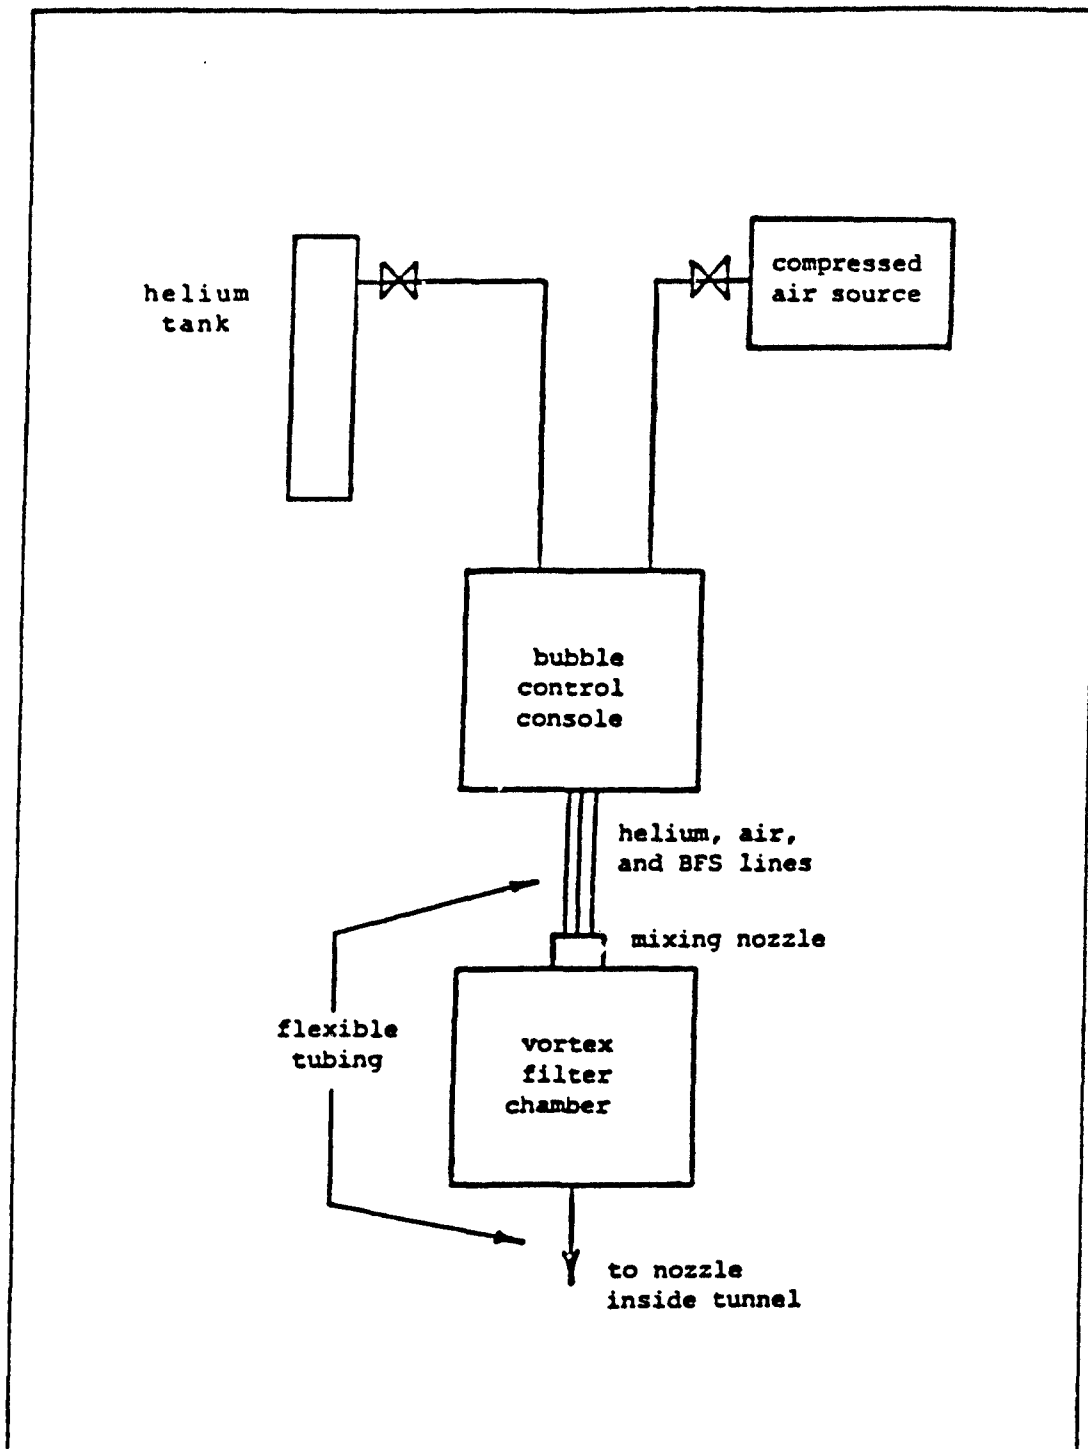 helium
tank
compressed
air source
bubble
control
console
helium, air,
and BFS lines
mixing nozzle
flexible
tubing
vortex
filter
chamber
to nozzle
inside tunnel